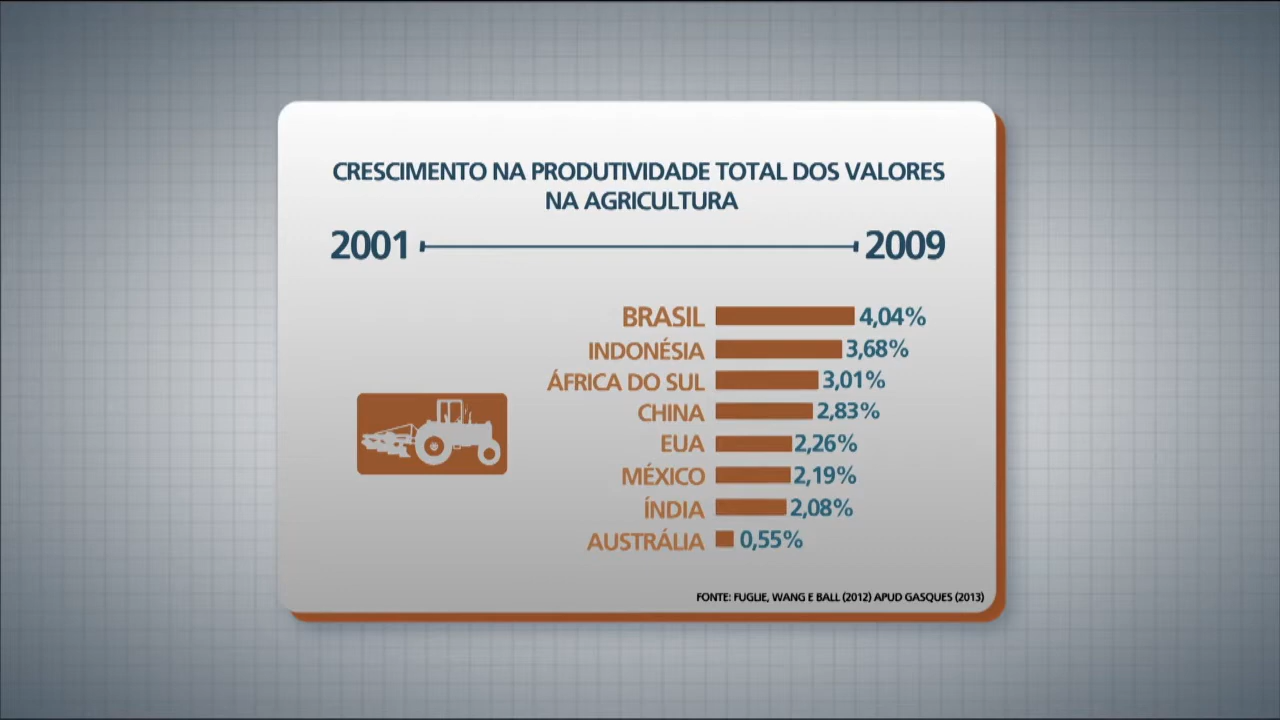 CRESCIMENTO NA PRODUTIVIDADE TOTAL DOS VALORES
NA AGRICULTURA
2001 2009
BRASIL 4,04%
INDONÉSIA 3,68%
ÁFRICA DO SUL 3,01%
CHINA 2,83%
EUA 2,26%
MÉXICO 2,19%
ÍNDIA 2,08%
AUSTRÁLIA 0,55%
FONTE: FUGLIE, WANG E BALL (2012) APUD GASQUES (2013)